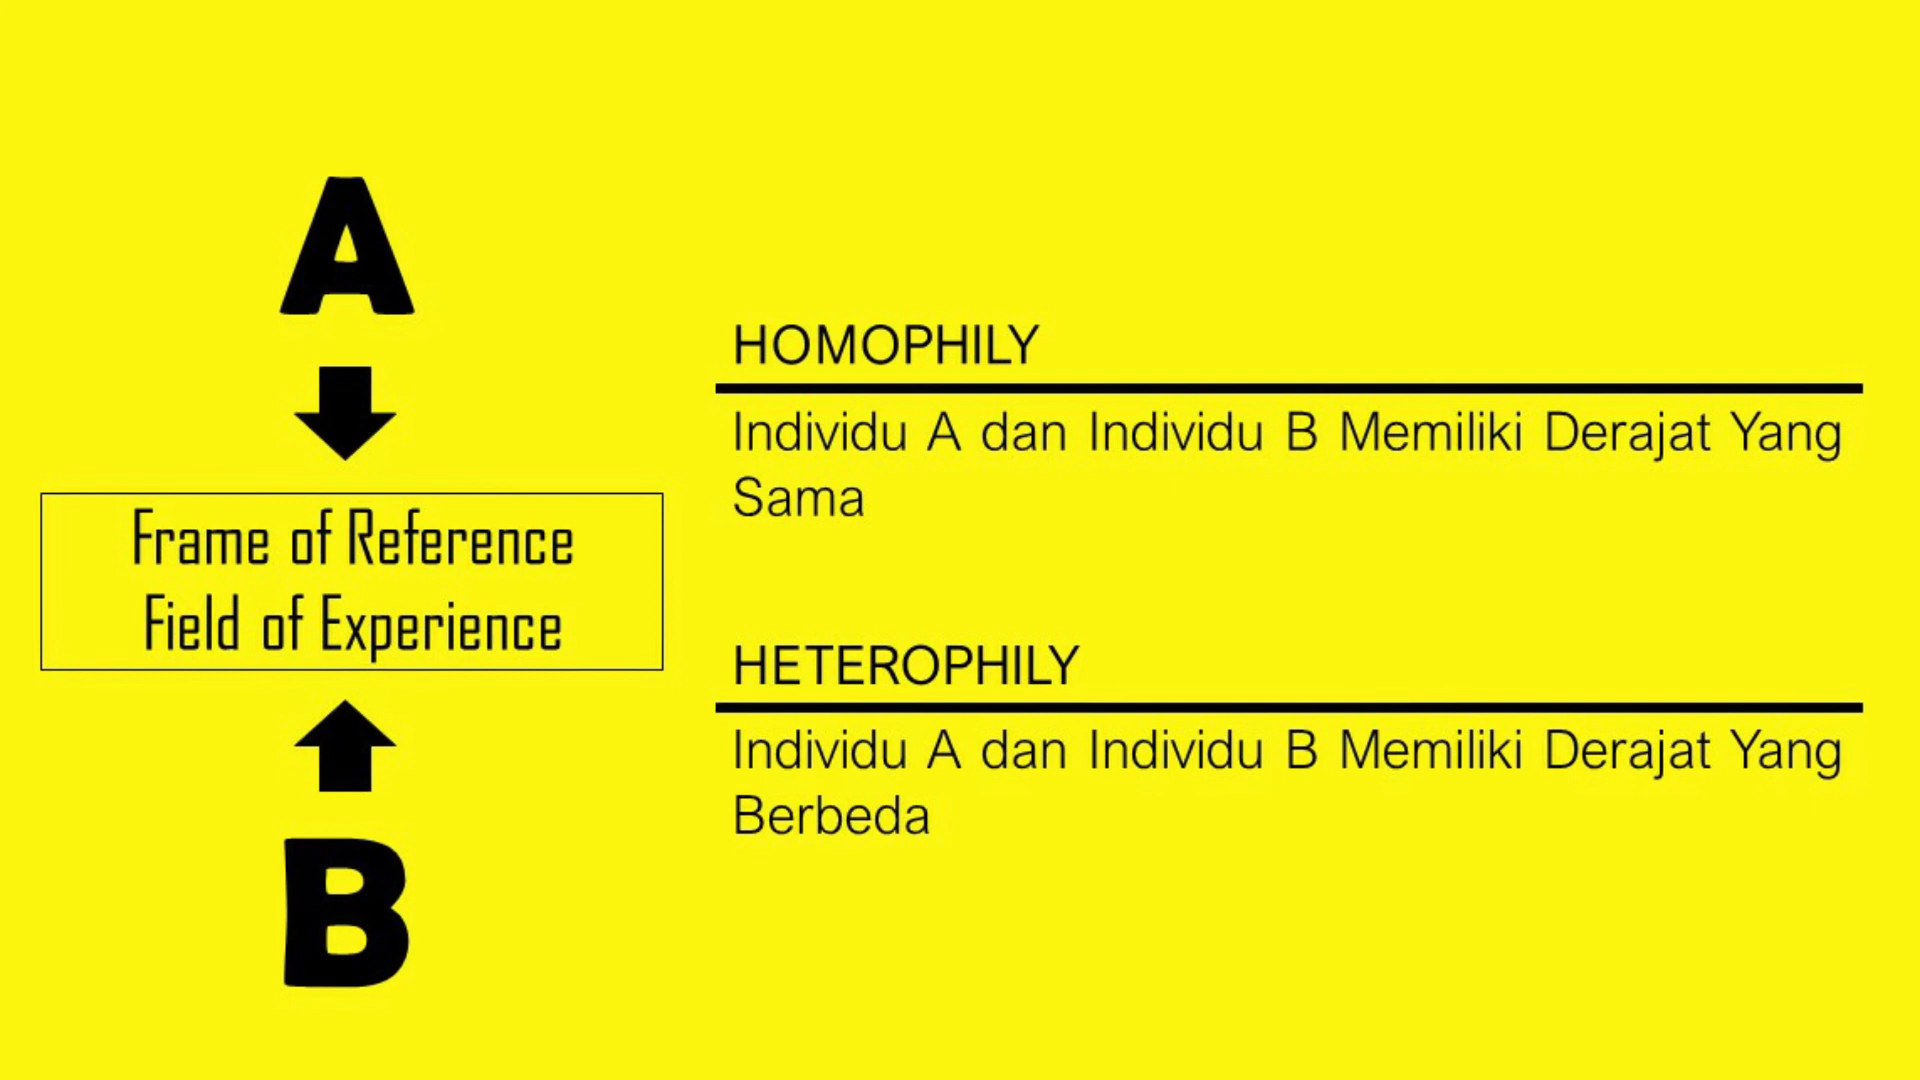 A
Frame of Reference
Field of Experience
B
HOMOPHILY
Individu A dan Individu B Memiliki Derajat Yang
Sama
HETEROPHILY
Individu A dan Individu B Memiliki Derajat Yang
Berbeda